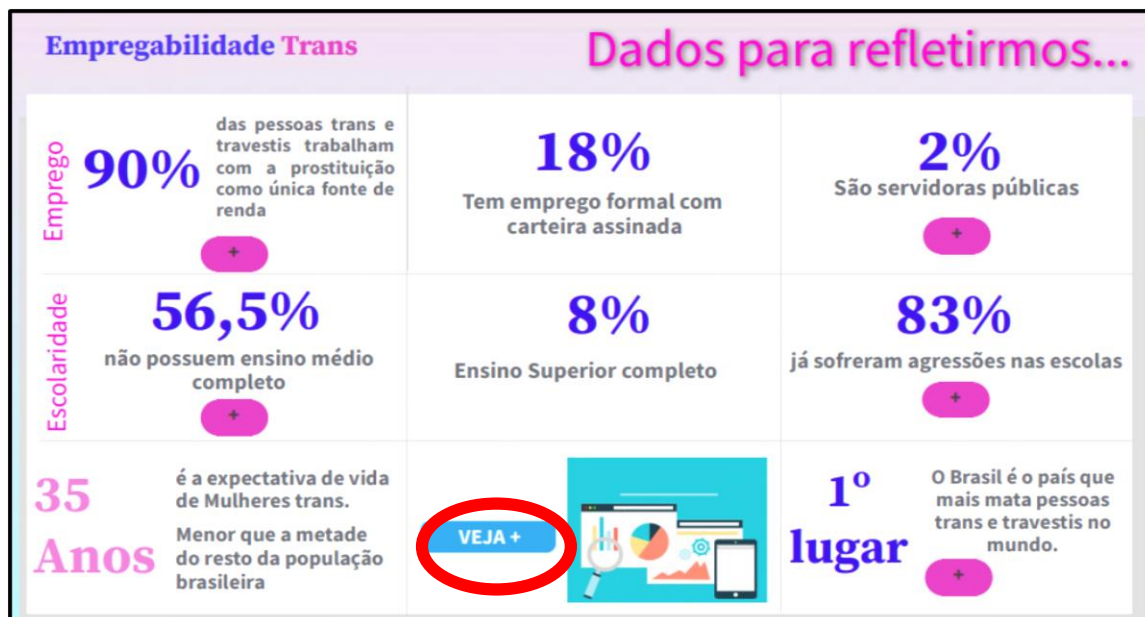 Empregabilidade Trans
Dados para refletirmos...
Emprego
90%
das pessoas trans e
travestis trabalham
com a prostituição
como única fonte de
renda
+
18%
Tem emprego formal com
carteira assinada
2%
São servidoras públicas
+
Escolaridade
56,5%
não possuem ensino médio
completo
+
8%
Ensino Superior completo
83%
já sofreram agressões nas escolas
+
35
Anos
é a expectativa de vida
de Mulheres trans.
Menor que a metade
do resto da população
brasileira
VEJA +
1º
lugar
O Brasil é o país que
mais mata pessoas
trans e travestis no
mundo.
+